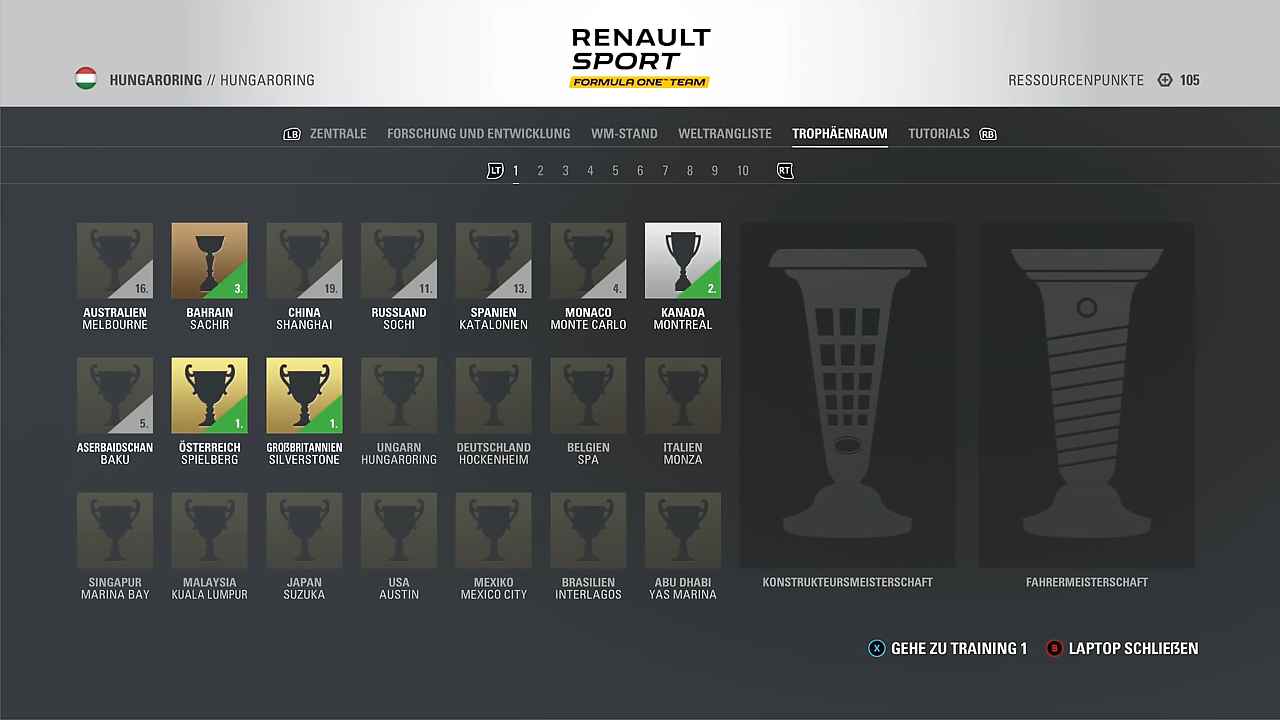 RENAULT
SPORT
FORMULA ONE™ TEAM
HUNGARORING // HUNGARORING
RESSOURCENPUNKTE 105
LB ZENTRALE FORSCHUNG UND ENTWICKLUNG WM-STAND WELTRANGLISTE TROPHÄENRAUM TUTORIALS RB
LT 1 2 3 4 5 6 7 8 9 10 RT
16. 3. 19. 11. 13. 4. 2.
AUSTRALIEN BAHRAIN CHINA RUSSLAND SPANIEN MONACO KANADA
MELBOURNE SACHIR SHANGHAI SOCHI KATALONIEN MONTE CARLO MONTREAL
5. 1. 1.
ASERBAIDSCHAN ÖSTERREICH GROẞBRITANNIEN UNGARN DEUTSCHLAND BELGIEN ITALIEN
BAKU SPIELBERG SILVERSTONE HUNGARORING HOCKENHEIM SPA MONZA
SINGAPUR MALAYSIA JAPAN USA MEXIKO BRASILIEN ABU DHABI
MARINA BAY KUALA LUMPUR SUZUKA AUSTIN MEXICO CITY INTERLAGOS YAS MARINA
KONSTRUKTEURSMEISTERSCHAFT FAHRERMEISTERSCHAFT
X GEHE ZU TRAINING 1 B LAPTOP SCHLIEẞEN